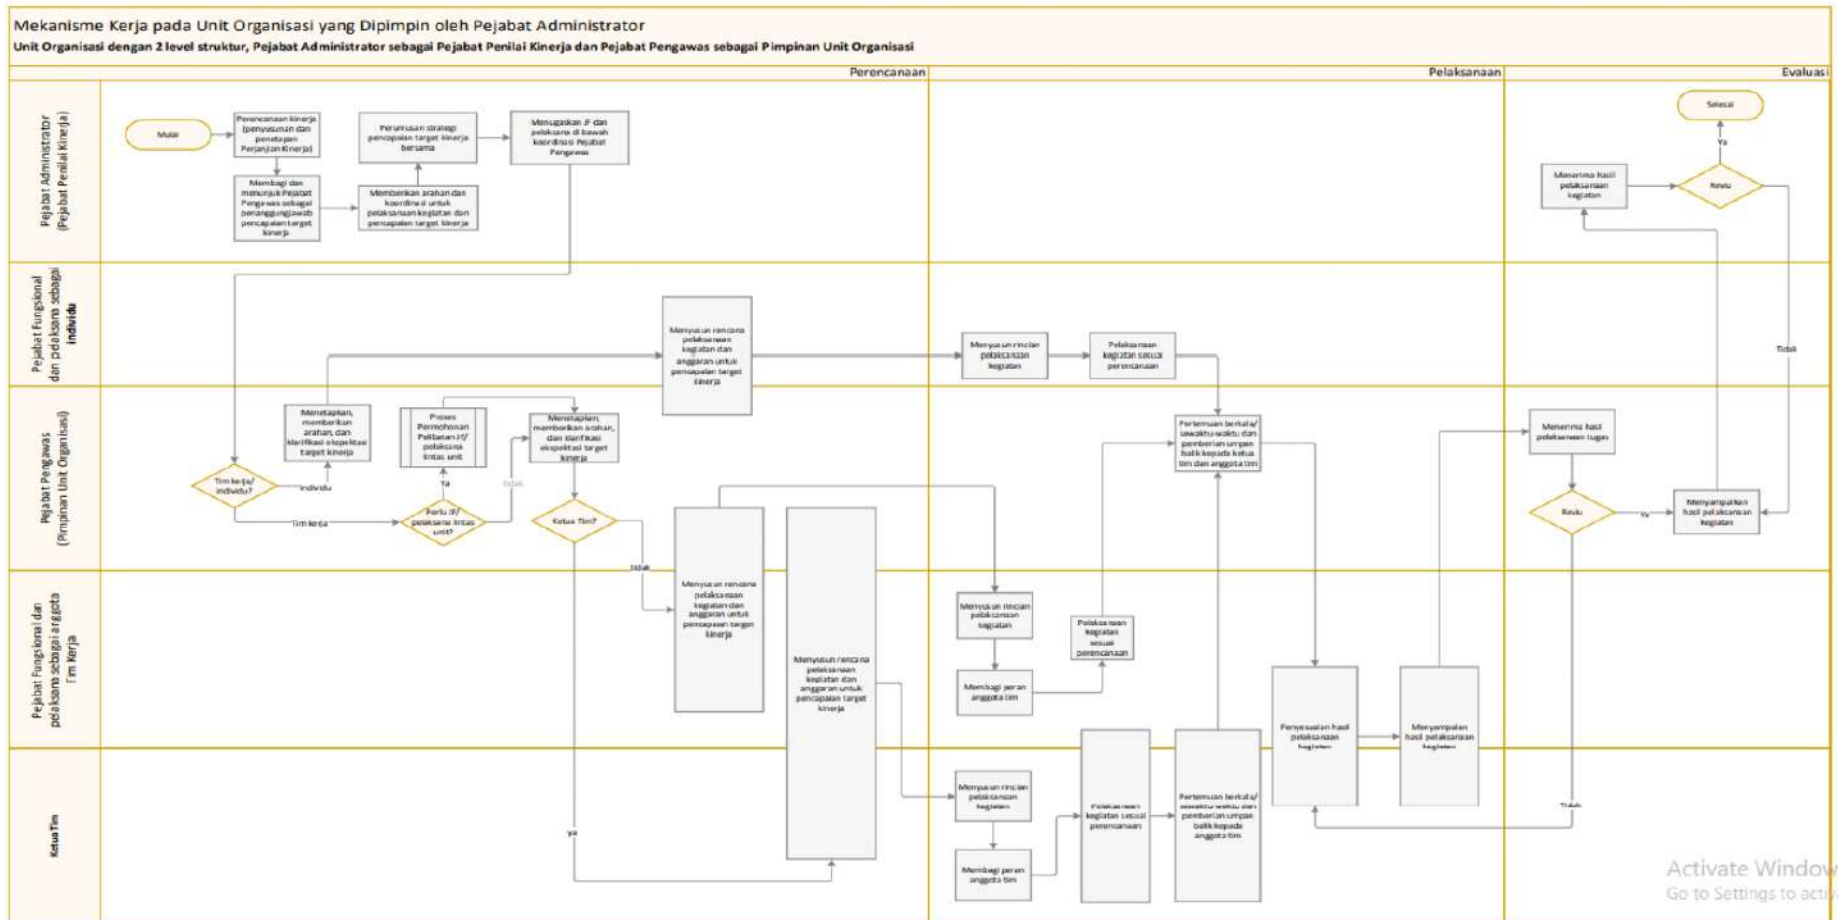 Mekanisme Kerja pada Unit Organisasi yang Dipimpin oleh Pejabat Administrator
Unit Organisasi dengan 2 level struktur, Pejabat Administrator sebagai Pejabat Penilai Kinerja dan Pejabat Pengawas sebagai Pimpinan Unit Organisasi
Perencanaan
Pelaksanaan
Evaluasi
Pejabat Administrator
(Pejabat Penilai Kinerja)
Mulai
Perencanaan kinerja
(penyusunan dan
penetapan
Perjanjian Kinerja)
Membagi dan
menunjuk Pejabat
Pengawas sebagai
penanggungjawab
pencapaian target
kinerja
Perumusan strategi
pencapaian target kinerja
bersama
Memberikan arahan dan
koordinasi untuk
pelaksanaan kegiatan dan
pencapaian target kinerja
Menugaskan JF dan
pelaksana di bawah
koordinasi Pejabat
Pengawas
Selesai
Ya
Menerima hasil
pelaksanaan
kegiatan
Reviu
Tidak
Pejabat Fungsional
dan pelaksana sebagai
individu
Menyusun rencana
pelaksanaan
kegiatan dan
anggaran untuk
pencapaian target
kinerja
Menyusun rincian
pelaksanaan
kegiatan
Pelaksanaan
kegiatan sesuai
perencanaan
Pejabat Pengawas
(Pimpinan Unit Organisasi)
Tim kerja/
individu?
individu
Tim kerja
Menetapkan,
memberikan
arahan, dan
klarifikasi ekspektasi
target kinerja
Proses
Permohonan
Pelibatan JF/
pelaksana
lintas unit
Ya
tidak
Perlu JF/
pelaksana lintas
unit?
Menetapkan,
memberikan arahan,
dan klarifikasi
ekspektasi target
kinerja
Ketua Tim?
tidak
ya
Pertemuan berkala/
sewaktu-waktu dan
pemberian umpan
balik kepada ketua
tim dan anggota tim
Menerima hasil
pelaksanaan tugas
Reviu
Ya
Tidak
Menyampaikan
hasil pelaksanaan
kegiatan
Pejabat Fungsional dan
pelaksana sebagai anggota
Tim Kerja
Menyusun rencana
pelaksanaan
kegiatan dan
anggaran untuk
pencapaian target
kinerja
Menyusun rencana
pelaksanaan
kegiatan dan
anggaran untuk
pencapaian target
kinerja
Menyusun rincian
pelaksanaan
kegiatan
Membagi peran
anggota tim
Pelaksanaan
kegiatan
sesuai
perencanaan
Penyesuaian hasil
pelaksanaan
kegiatan
Menyampaian
hasil pelaksanaan
kegiatan
Ketua Tim
Menyusun rincian
pelaksanaan
kegiatan
Membagi peran
anggota tim
Pelaksanaan
kegiatan sesuai
perencanaan
Pertemuan berkala/
sewaktu-waktu dan
pemberian umpan
balik kepada
anggota tim
Activate Window
Go to Settings to acti